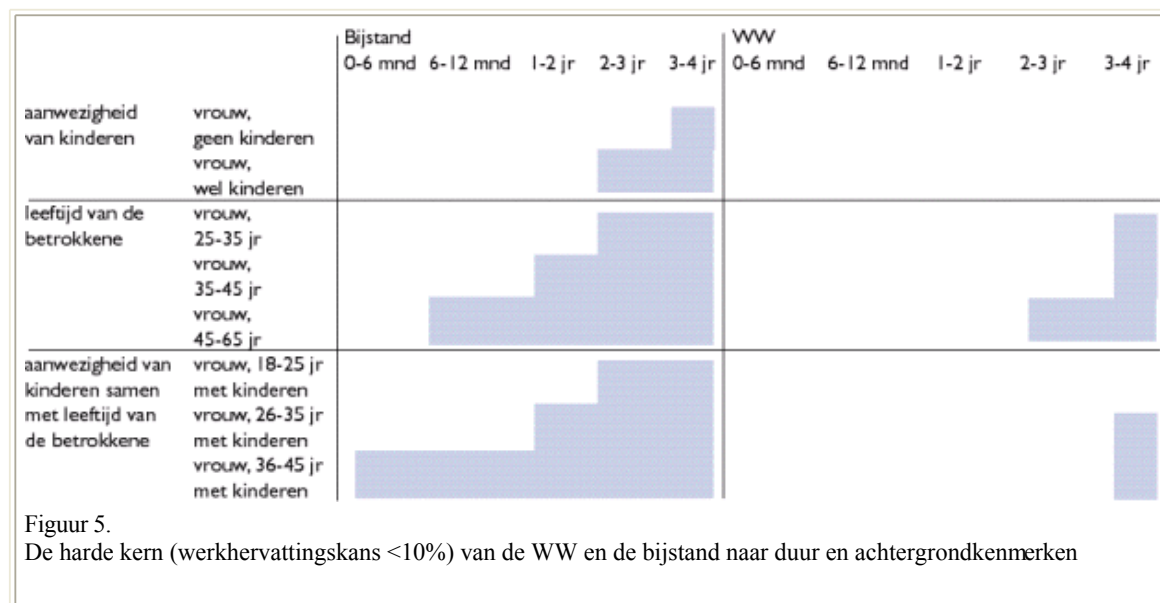 Bijstand WW
0-6 mnd 6-12 mnd 1-2 jr 2-3 jr 3-4 jr 0-6 mnd 6-12 mnd 1-2 jr 2-3 jr 3-4 jr
aanwezigheid vrouw,
van kinderen geen kinderen
vrouw,
wel kinderen
leeftijd van de vrouw,
betrokkene 25-35 jr
vrouw,
35-45 jr
vrouw,
45-65 jr
aanwezigheid van vrouw, 18-25 jr
kinderen samen met kinderen
met leeftijd van vrouw, 26-35 jr
de betrokkene met kinderen
vrouw, 36-45 jr
met kinderen
Figuur 5.
De harde kern (werkhervattingskans <10%) van de WW en de bijstand naar duur en achtergrondkenmerken